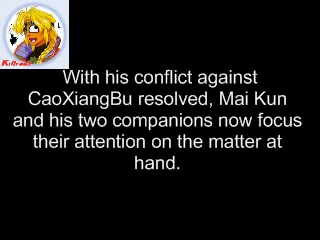 Killrabi
With his conflict against
CaoXiangBu resolved, Mai Kun
and his two companions now focus
their attention on the matter at
hand.